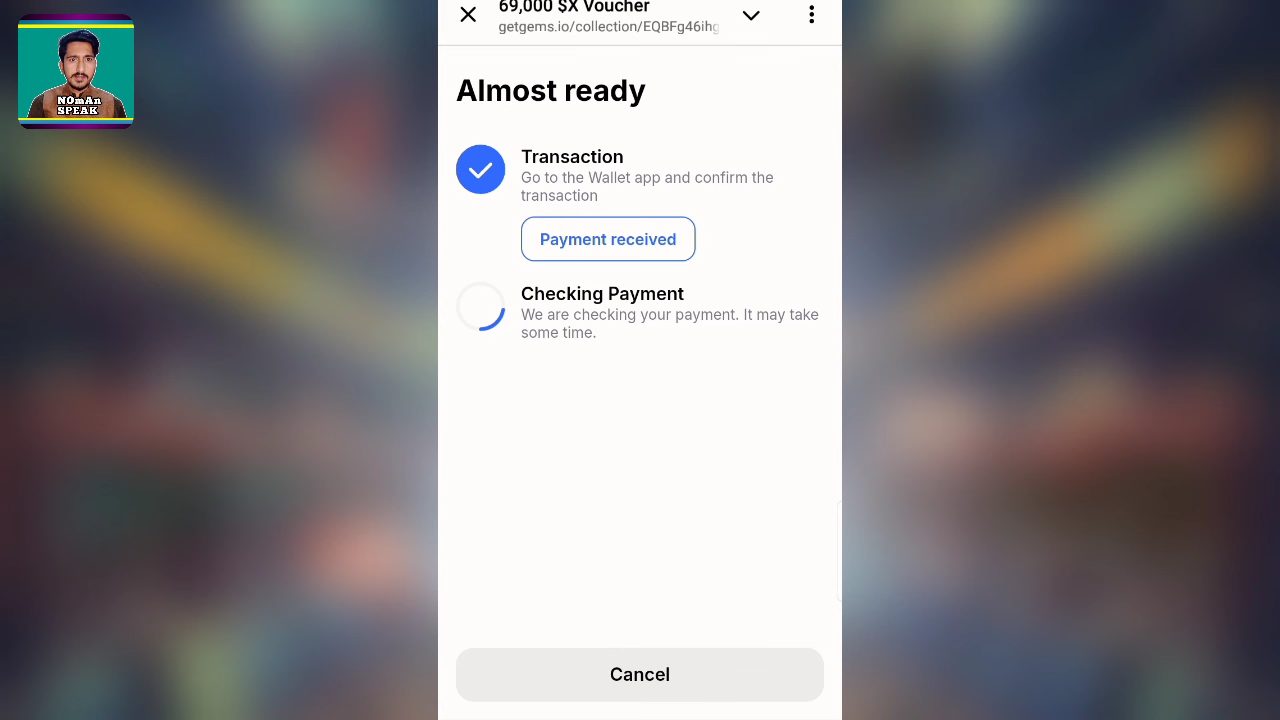 NOmAn
SPEAK
69,000 $X Voucher
getgems.io/collection/EQBFg46ihg
Almost ready
Transaction
Go to the Wallet app and confirm the
transaction
Payment received
Checking Payment
We are checking your payment. It may take
some time.
Cancel